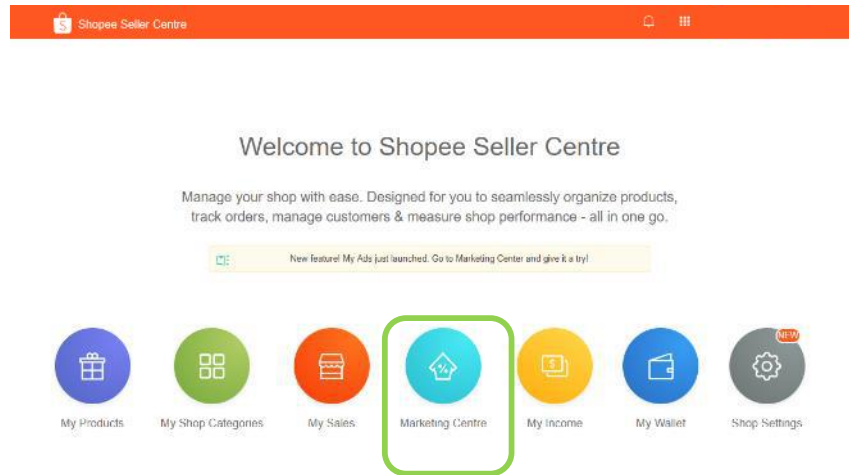 Shopee Seller Centre
Welcome to Shopee Seller Centre
Manage your shop with ease. Designed for you to seamlessly organize products,
track orders, manage customers & measure shop performance - all in one go.
New feature! My Ads just launched. Go to Marketing Center and give it a try!
NEW
My Products
My Shop Categories
My Sales
Marketing Centre
My Income
My Wallet
Shop Settings